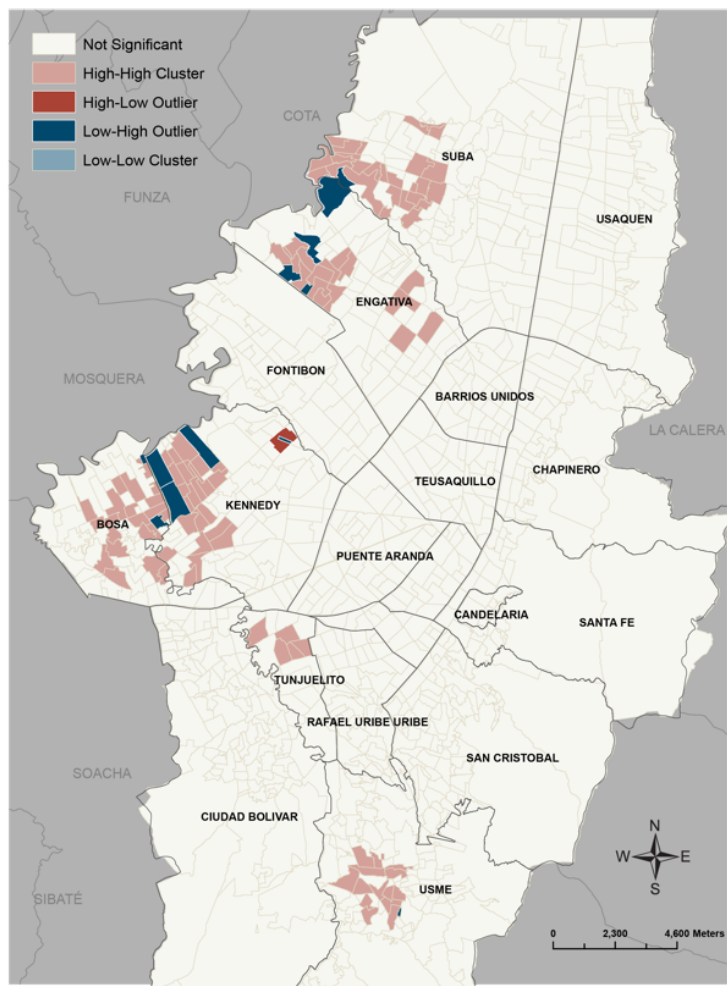 Not Significant
High-High Cluster
High-Low Outlier
Low-High Outlier
Low-Low Cluster
COTA
SUBA
FUNZA
USAQUEN
ENGATIVA
FONTIBON
MOSQUERA
BARRIOS UNIDOS
LA CALERA
CHAPINERO
TEUSAQUILLO
KENNEDY
BOSA
PUENTE ARANDA
CANDELARIA
SANTA FE
TUNJUELITO
RAFAEL URIBE URIBE
SAN CRISTOBAL
SOACHA
CIUDAD BOLIVAR
N
W E
S
USME
SIBATÉ
0 2,300 4,600 Meters